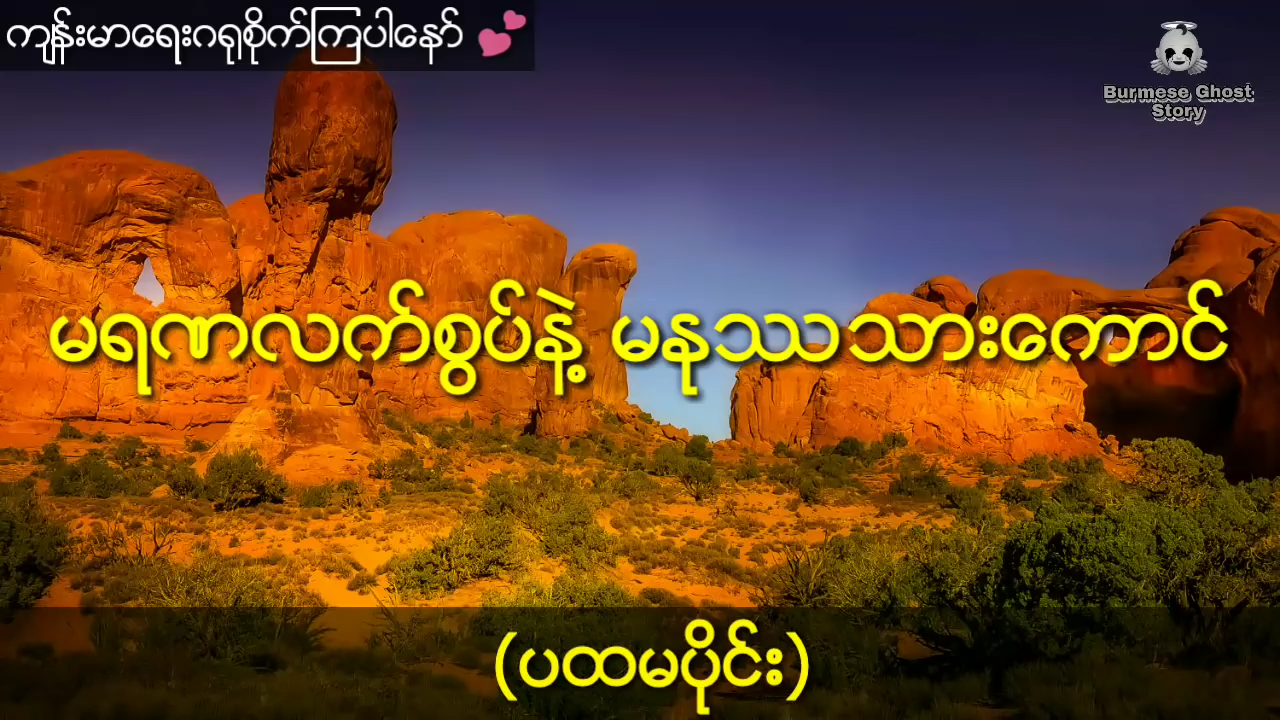 ကျန်းမာရေးဂရုစိုက်ကြပါနော် 💕
Burmese Ghost
Story
မရဏလက်စွပ်နဲ့ မနုဿသားကောင်
(ပထမပိုင်း)